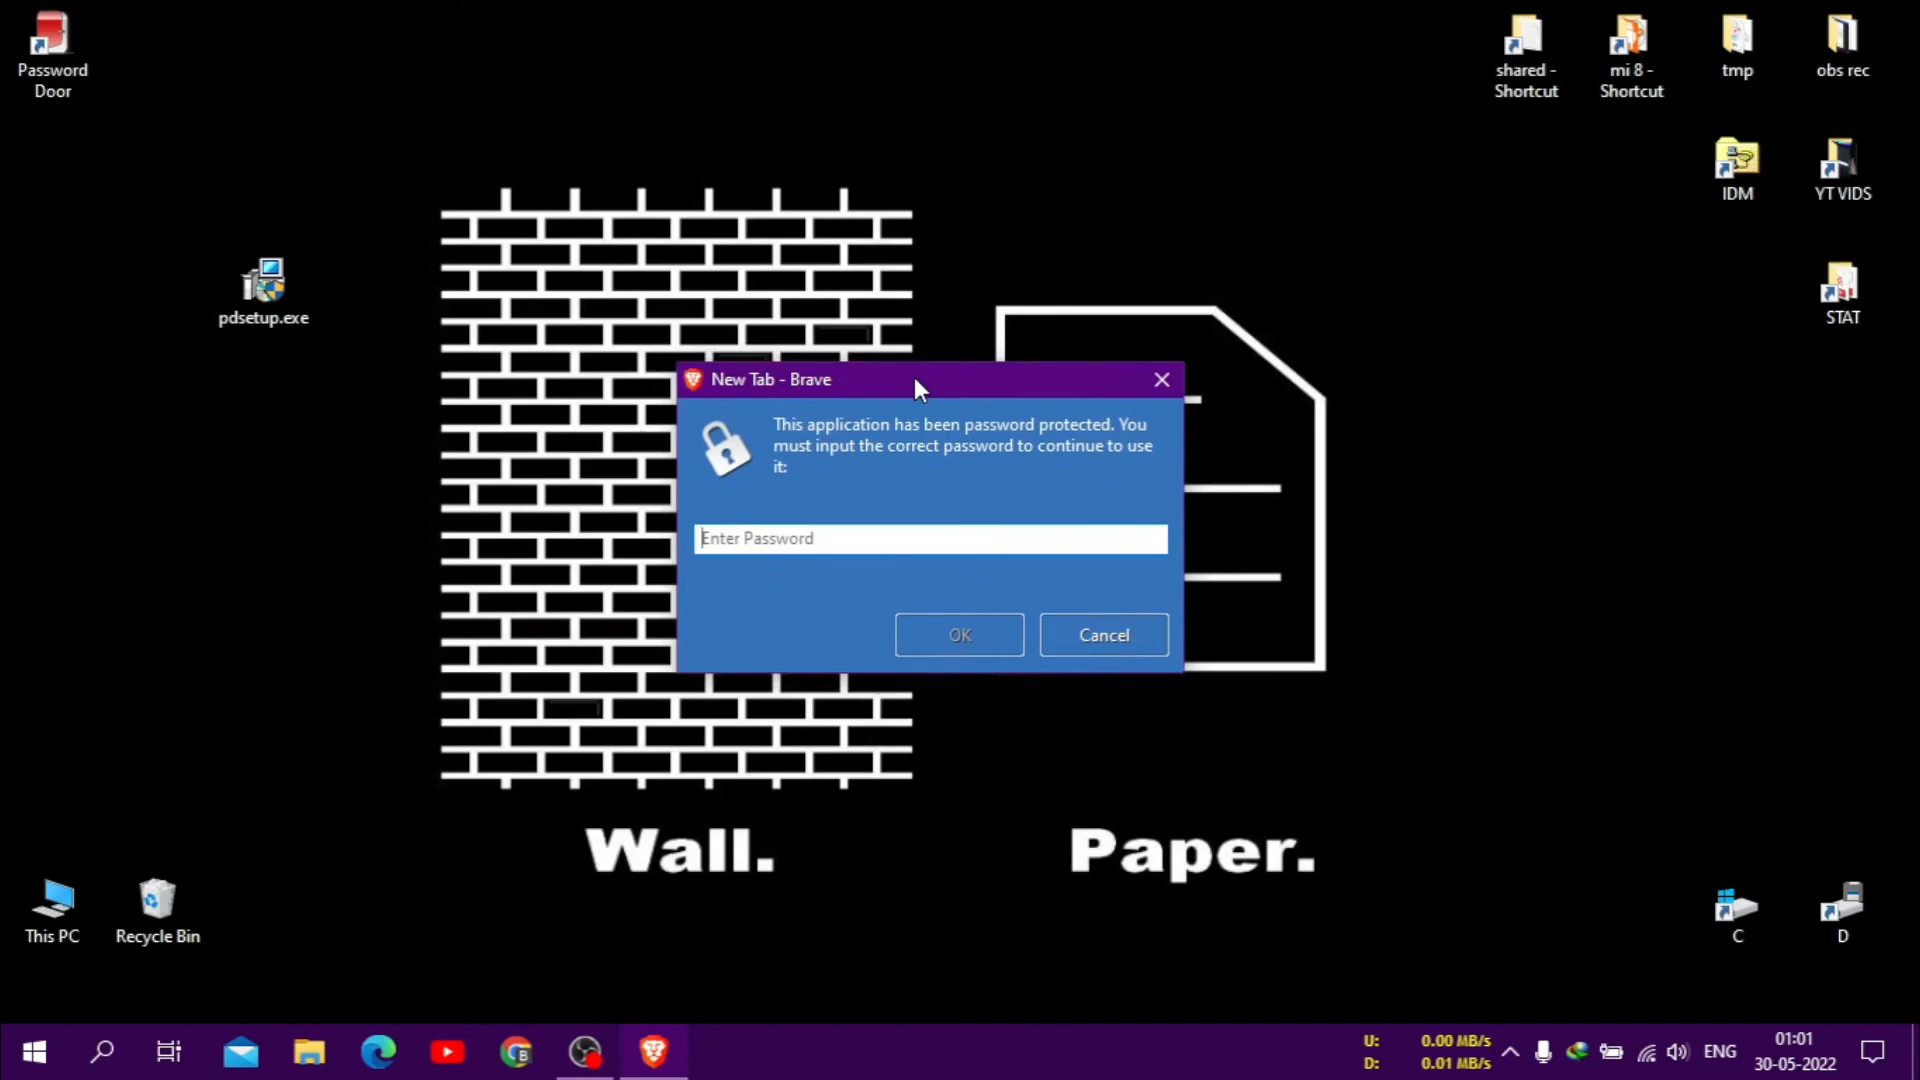 Password
Door
shared -
Shortcut
mi 8 -
Shortcut
tmp
obs rec
IDM
YT VIDS
pdsetup.exe
STAT
New Tab - Brave
This application has been password protected. You
must input the correct password to continue to use
it:
Enter Password
OK
Cancel
Wall.
Paper.
This PC
Recycle Bin
C
D
U: 0.00 MB/s
D: 0.01 MB/s
ENG
01:01
30-05-2022